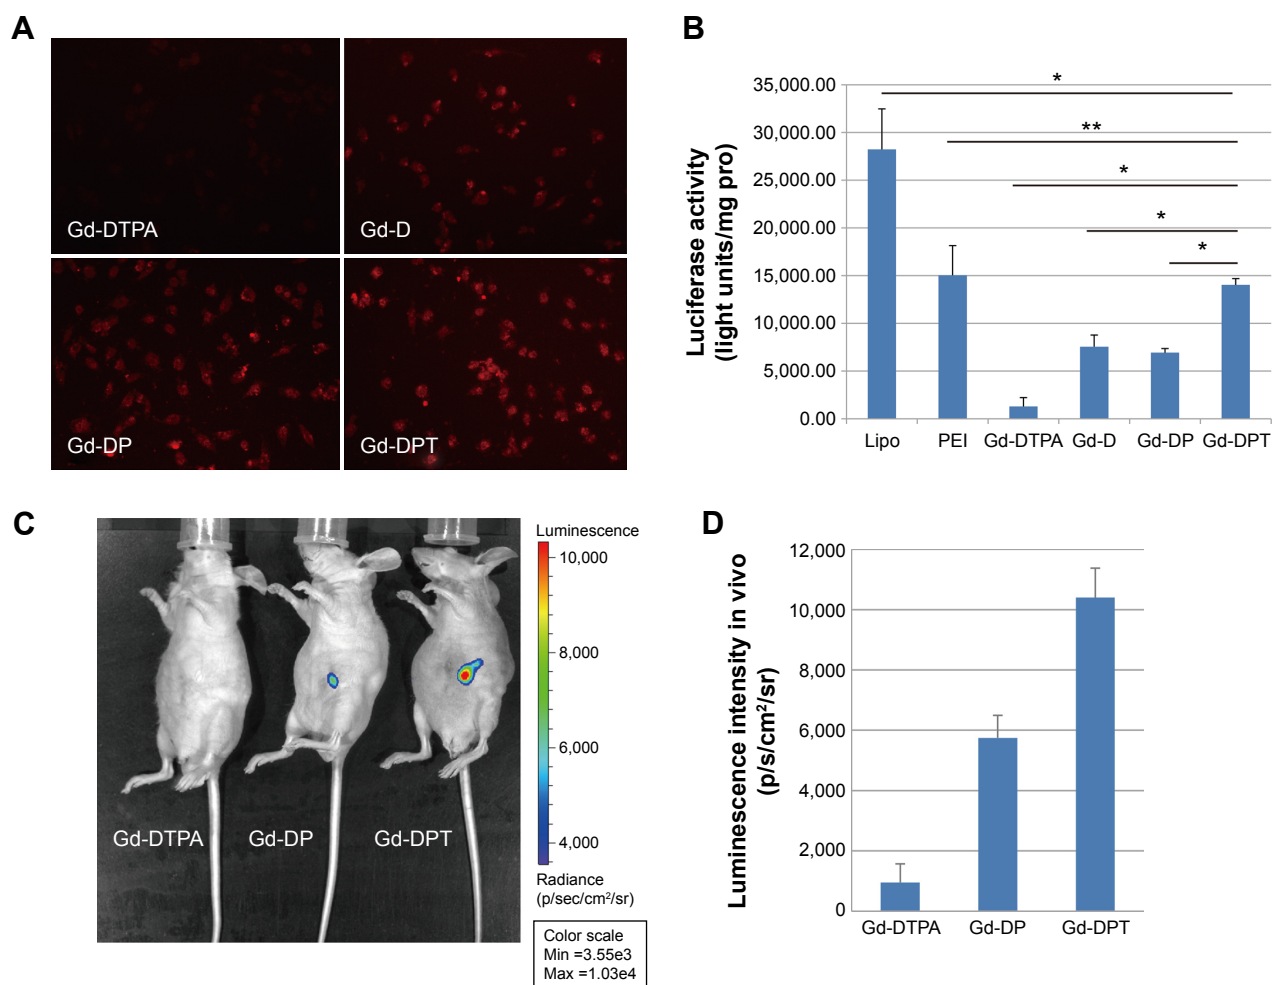 A
Gd-DTPA
Gd-D
Gd-DP
Gd-DPT
B
Luciferase activity
(light units/mg pro)
35,000.00
30,000.00
25,000.00
20,000.00
15,000.00
10,000.00
5,000.00
0.00
*
**
*
*
*
Lipo PEI Gd-DTPA Gd-D Gd-DP Gd-DPT
C
Gd-DTPA Gd-DP Gd-DPT
Luminescence
10,000
8,000
6,000
4,000
Radiance
(p/sec/cm²/sr)
Color scale
Min =3.55e3
Max =1.03e4
D
Luminescence intensity in vivo
(p/s/cm²/sr)
12,000
10,000
8,000
6,000
4,000
2,000
0
Gd-DTPA Gd-DP Gd-DPT